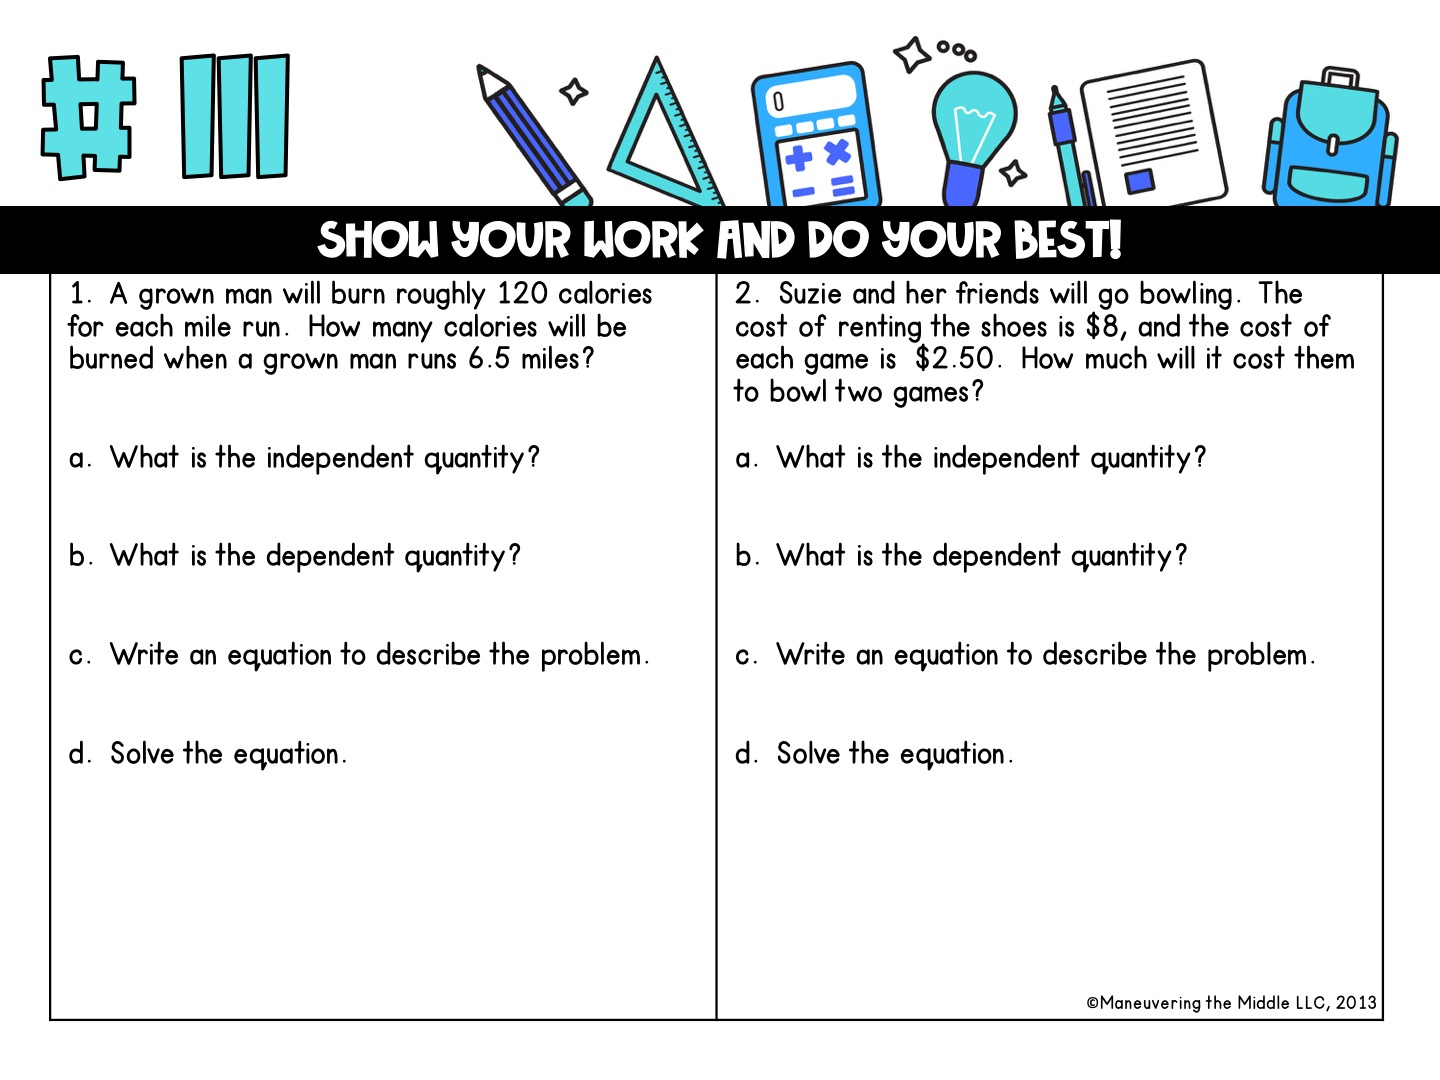 # 111
0
SHOW YOUR WORK AND DO YOUR BEST!
1. A grown man will burn roughly 120 calories
for each mile run. How many calories will be
burned when a grown man runs 6.5 miles?
a. What is the independent quantity?
b. What is the dependent quantity?
c. Write an equation to describe the problem.
d. Solve the equation.
2. Suzie and her friends will go bowling. The
cost of renting the shoes is $8, and the cost of
each game is $2.50. How much will it cost them
to bowl two games?
a. What is the independent quantity?
b. What is the dependent quantity?
c. Write an equation to describe the problem.
d. Solve the equation.
©Maneuvering the Middle LLC, 2013